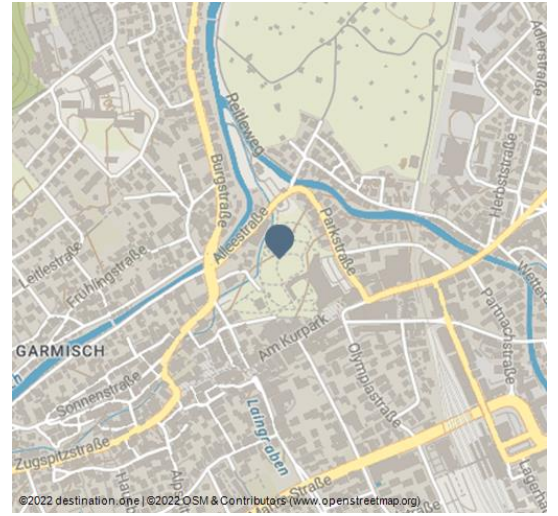 Adlerstraße
Reitleweg
Burgstraße
Herbststraße
Alleestraße
Parkstraße
Leitlestraße
Frühlingstraße
Partnachstraße
GARMISCH
Am Kurpark
Olympiastraße
Sonnenstraße
Zugspitzstraße
Laingraben
©2022 destination.one | ©2022 OSM & Contributors (www.openstreetmap.org)